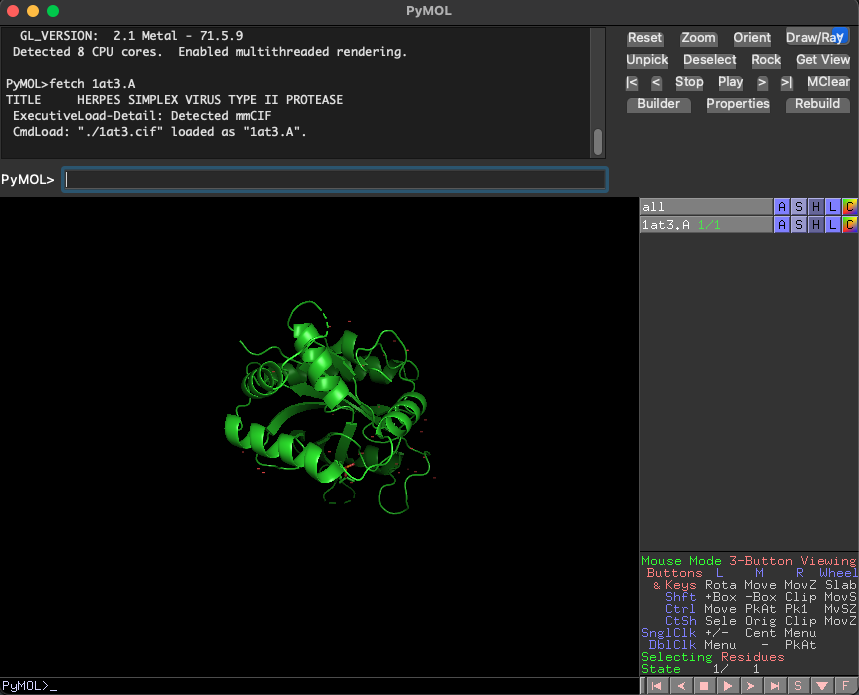 PyMOL
GL_VERSION:  2.1 Metal - 71.5.9
Detected 8 CPU cores.  Enabled multithreaded rendering.
PyMOL>fetch 1at3.A
TITLE     HERPES SIMPLEX VIRUS TYPE II PROTEASE
ExecutiveLoad-Detail: Detected mmCIF
CmdLoad: "./1at3.cif" loaded as "1at3.A".
Reset Zoom Orient Draw/Ray
Unpick Deselect Rock Get View
|< < Stop Play > >| MClear
Builder Properties Rebuild
PyMOL>
all A S H L C
1at3.A 1/1 A S H L C
Mouse Mode 3-Button Viewing
Buttons L M R Wheel
& Keys Rota Move MovZ Slab
Shft +Box -Box Clip MovS
Ctrl Move PkAt Pk1 MvSZ
CtSh Sele Orig Clip MovZ
SnglClk +/- Cent Menu
DblClk Menu - PkAt
Selecting Residues
State 1/ 1
PyMOL>_
S F